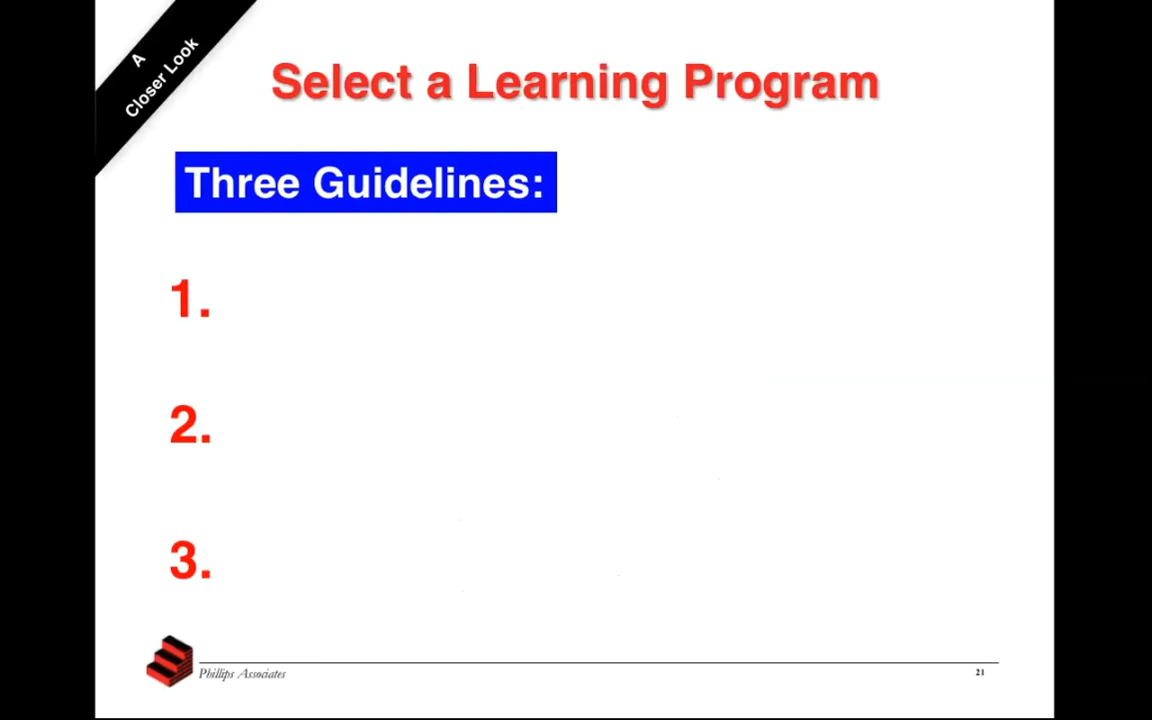 A
Closer Look
Select a Learning Program
Three Guidelines:
1.
2.
3.
Phillips Associates
21